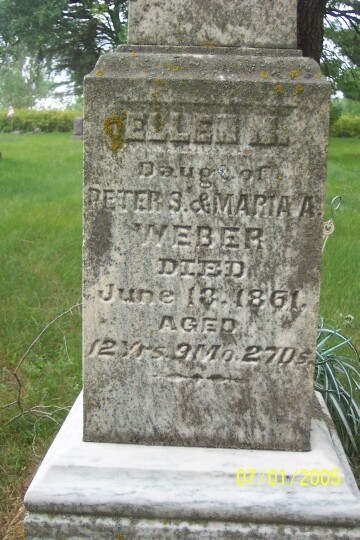 ELLEN M.
Daug. of
PETER S. & MARIA A.
WEBER
DIED
June 13. 1861.
AGED
12 Yrs. 9 Mo. 27 Ds.
07/01/2005